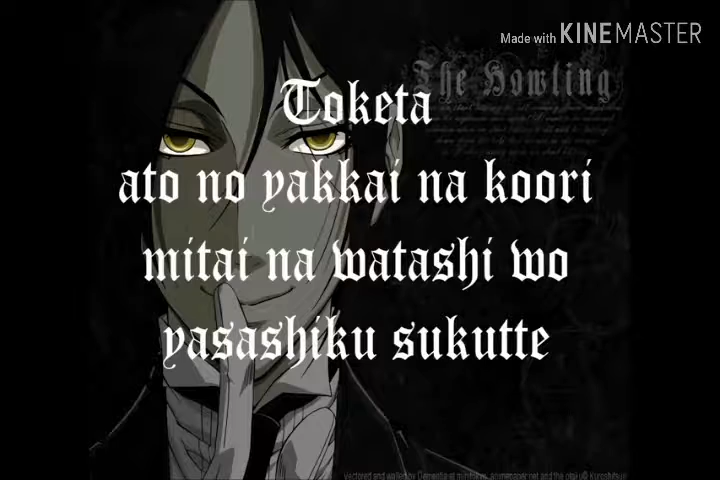 Made with KINEMASTER
The Howling
Toketa
ato no yakkai na koori
mitai na watashi wo
yasashiku sukutte